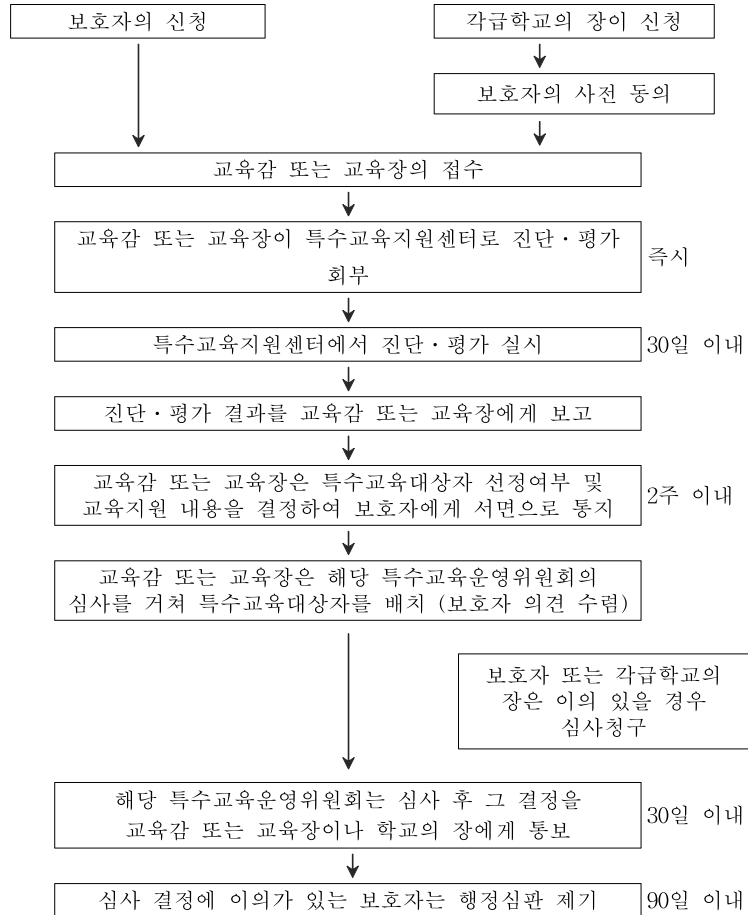 보호자의 신청
각급학교의 장이 신청
보호자의 사전 동의
교육감 또는 교육장의 접수
교육감 또는 교육장이 특수교육지원센터로 진단·평가
회부
즉시
특수교육지원센터에서 진단·평가 실시
30일 이내
진단·평가 결과를 교육감 또는 교육장에게 보고
교육감 또는 교육장은 특수교육대상자 선정여부 및
교육지원 내용을 결정하여 보호자에게 서면으로 통지
2주 이내
교육감 또는 교육장은 해당 특수교육운영위원회의
심사를 거쳐 특수교육대상자를 배치 (보호자 의견 수렴)
보호자 또는 각급학교의
장은 이의 있을 경우
심사청구
해당 특수교육운영위원회는 심사 후 그 결정을
교육감 또는 교육장이나 학교의 장에게 통보
30일 이내
심사 결정에 이의가 있는 보호자는 행정심판 제기
90일 이내